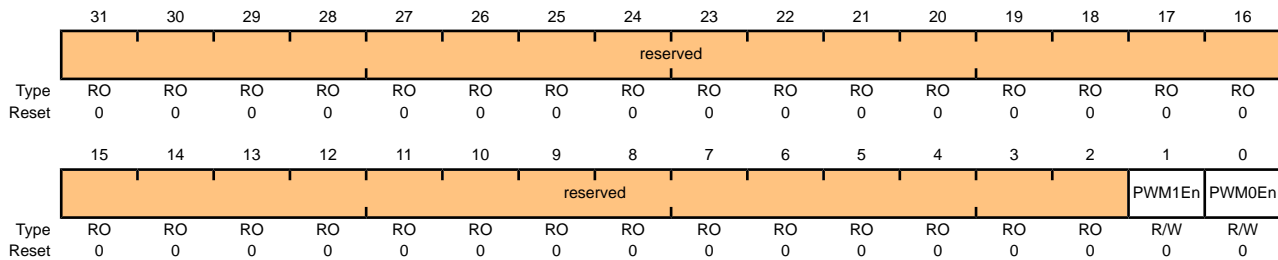 31 30 29 28 27 26 25 24 23 22 21 20 19 18 17 16
reserved
Type RO RO RO RO RO RO RO RO RO RO RO RO RO RO RO RO
Reset 0 0 0 0 0 0 0 0 0 0 0 0 0 0 0 0
15 14 13 12 11 10 9 8 7 6 5 4 3 2 1 0
reserved PWM1En PWM0En
Type RO RO RO RO RO RO RO RO RO RO RO RO RO RO R/W R/W
Reset 0 0 0 0 0 0 0 0 0 0 0 0 0 0 0 0